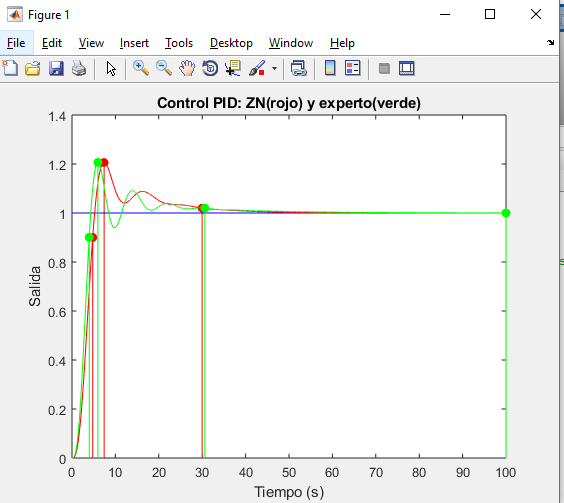 Figure 1
File Edit View Insert Tools Desktop Window Help
Control PID: ZN(rojo) y experto(verde)
1.4
1.2
1
0.8
0.6
0.4
0.2
0
Salida
0 10 20 30 40 50 60 70 80 90 100
Tiempo (s)